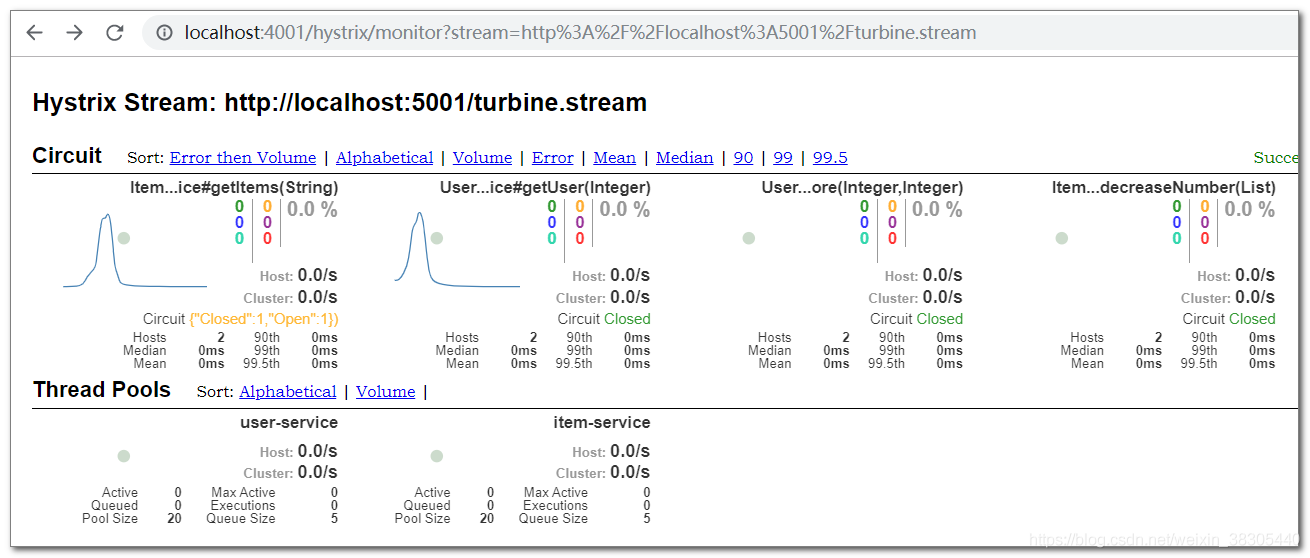 localhost:4001/hystrix/monitor?stream=http%3A%2F%2Flocalhost%3A5001%2Fturbine.stream
Hystrix Stream: http://localhost:5001/turbine.stream
Circuit Sort: Error then Volume | Alphabetical | Volume | Error | Mean | Median | 90 | 99 | 99.5 Succe
Item...ice#getItems(String) User...ice#getUser(Integer) User...ore(Integer,Integer) Item...decreaseNumber(List)
0 0 0.0 % 0 0 0.0 % 0 0 0.0 % 0 0 0.0 %
0 0 0 0 0 0 0 0
0 0 0 0 0 0 0 0
Host: 0.0/s Host: 0.0/s Host: 0.0/s Host: 0.0/s
Cluster: 0.0/s Cluster: 0.0/s Cluster: 0.0/s Cluster: 0.0/s
Circuit {"Closed":1,"Open":1}) Circuit Closed Circuit Closed Circuit Closed
Hosts 2 90th 0ms Hosts 2 90th 0ms Hosts 2 90th 0ms Hosts 2 90th 0ms
Median 0ms 99th 0ms Median 0ms 99th 0ms Median 0ms 99th 0ms Median 0ms 99th 0ms
Mean 0ms 99.5th 0ms Mean 0ms 99.5th 0ms Mean 0ms 99.5th 0ms Mean 0ms 99.5th 0ms
Thread Pools Sort: Alphabetical | Volume |
user-service item-service
Host: 0.0/s Host: 0.0/s
Cluster: 0.0/s Cluster: 0.0/s
Active 0 Max Active 0 Active 0 Max Active 0
Queued 0 Executions 0 Queued 0 Executions 0
Pool Size 20 Queue Size 5 Pool Size 20 Queue Size 5
https://blog.csdn.net/weixin_38305440